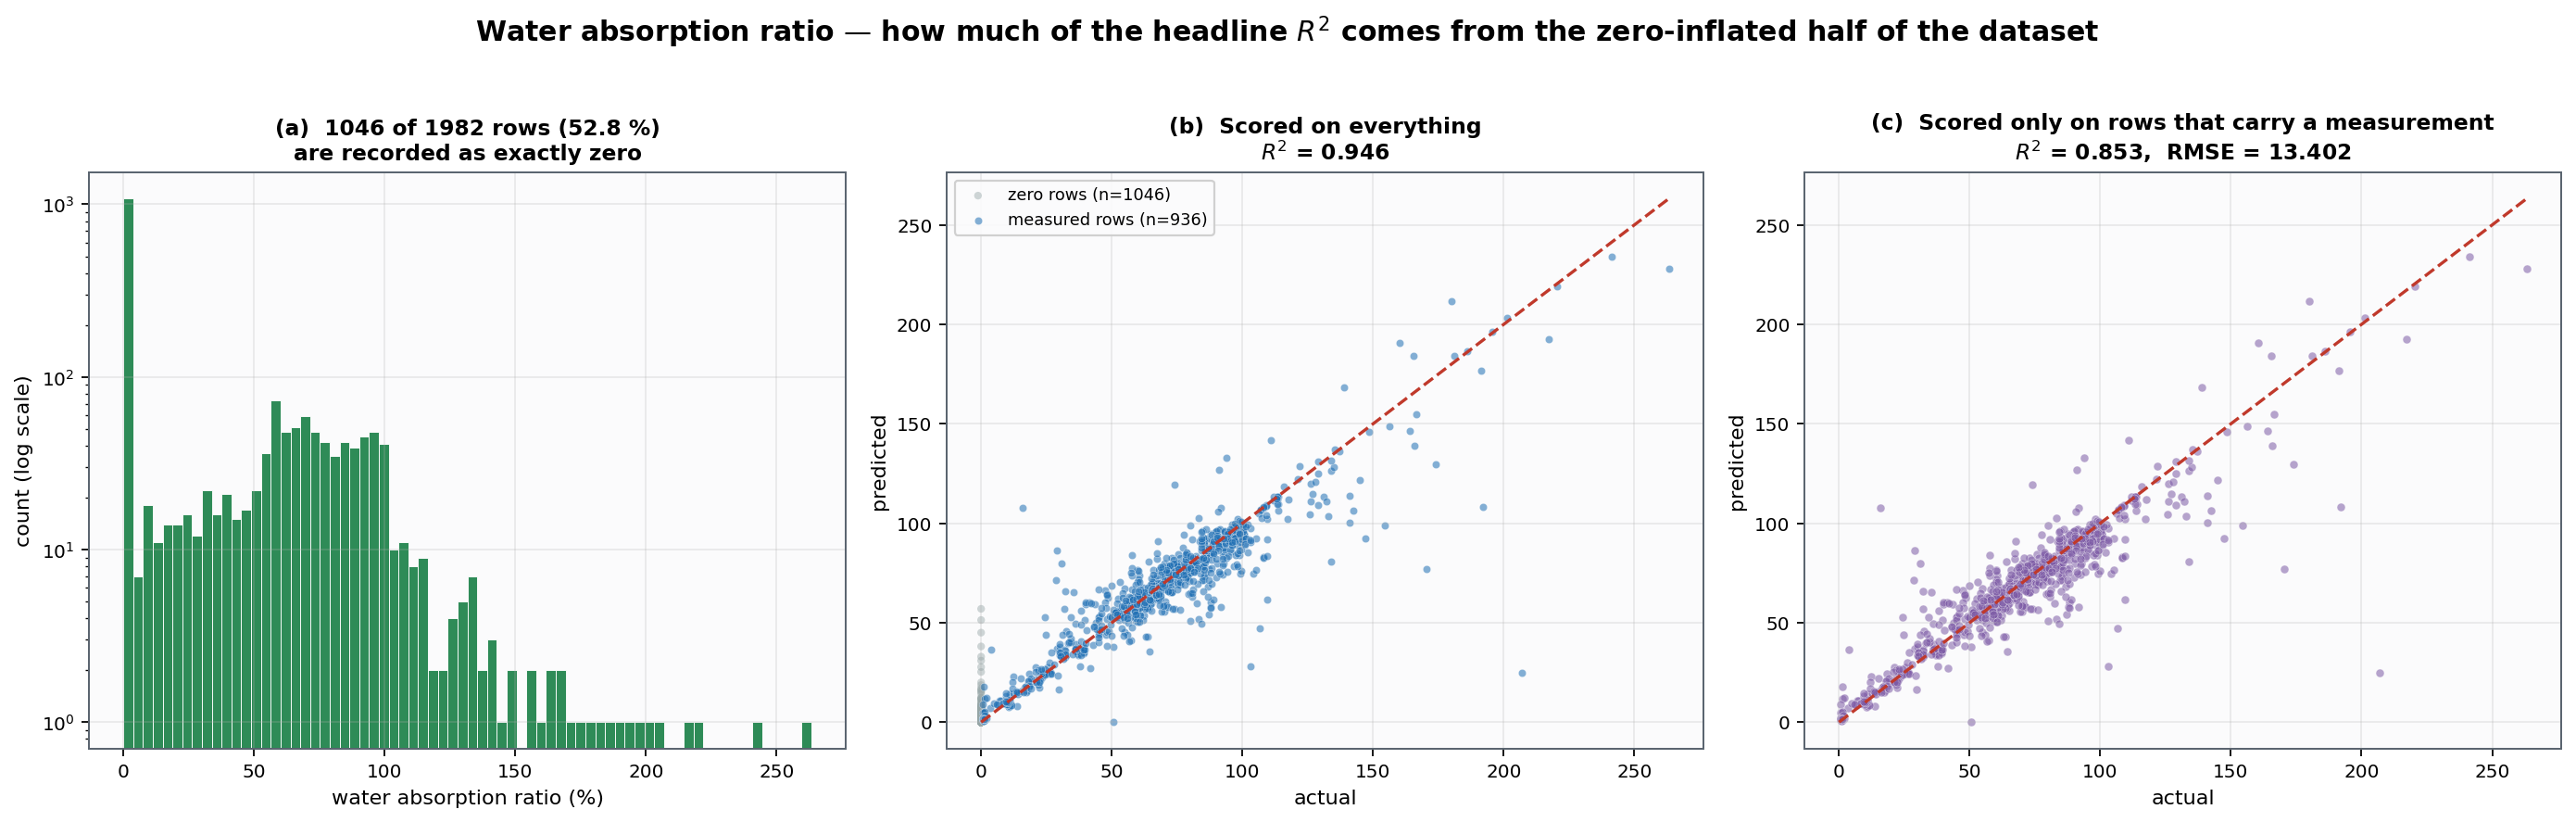 Water absorption ratio — how much of the headline R² comes from the zero-inflated half of the dataset
(a)  1046 of 1982 rows (52.8 %)
are recorded as exactly zero
10³
10²
10¹
10⁰
count (log scale)
0 50 100 150 200 250
water absorption ratio (%)
(b)  Scored on everything
R² = 0.946
zero rows (n=1046)
measured rows (n=936)
250
200
150
100
50
0
predicted
0 50 100 150 200 250
actual
(c)  Scored only on rows that carry a measurement
R² = 0.853,  RMSE = 13.402
250
200
150
100
50
0
predicted
0 50 100 150 200 250
actual